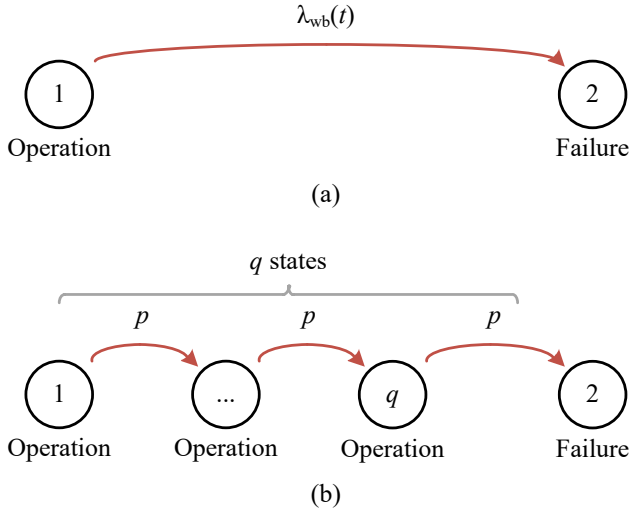 λwb(t)
1 2
Operation Failure
(a)
q states
p p p
1 ... q 2
Operation Operation Operation Failure
(b)